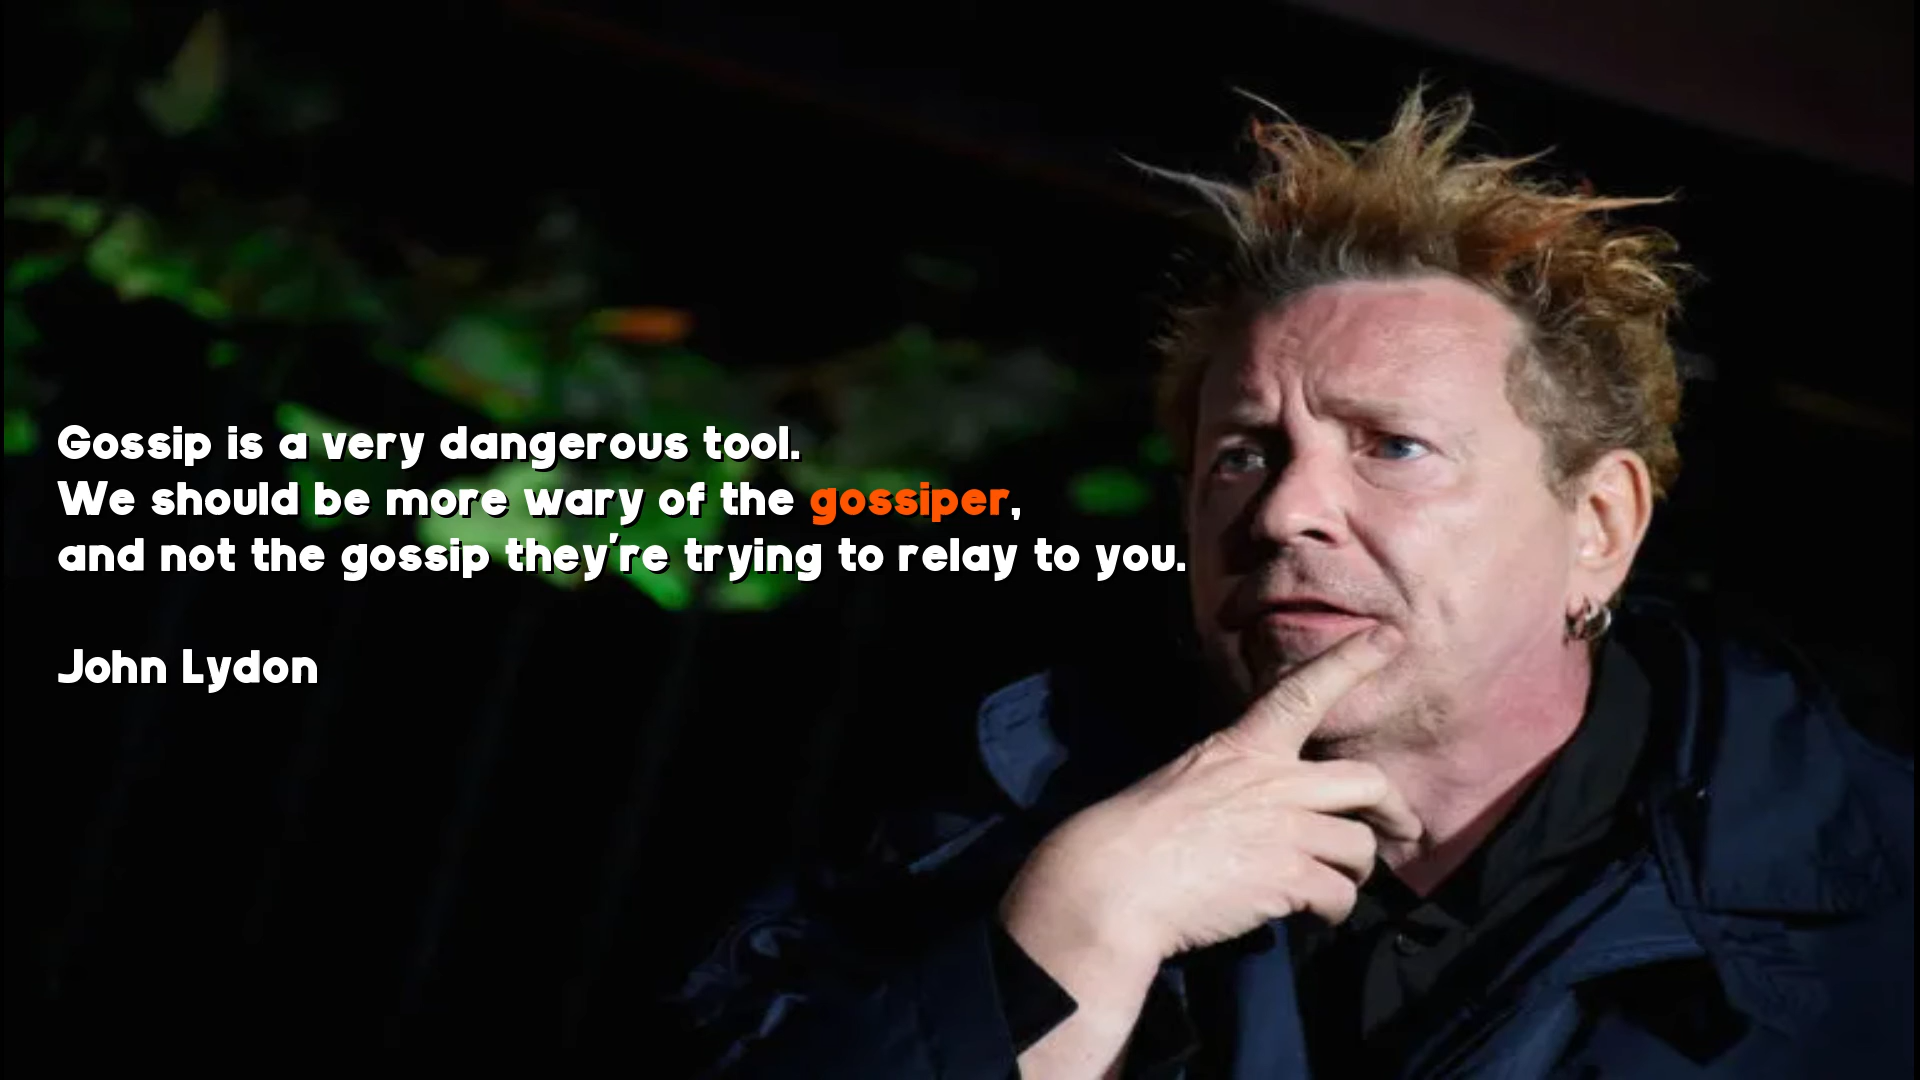 Gossip is a very dangerous tool.
We should be more wary of the gossiper,
and not the gossip they're trying to relay to you.
John Lydon